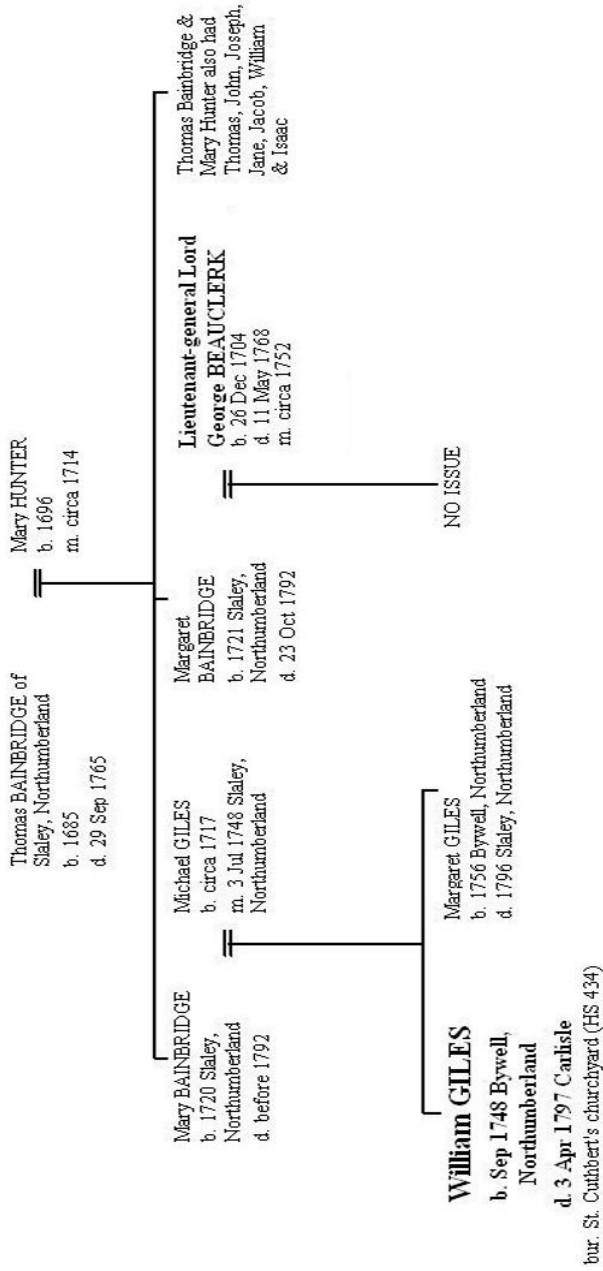 Thomas BAINBRIDGE of
Slaley, Northumberland
b. 1685
d. 29 Sep 1765
Mary HUNTER
b. 1696
m. circa 1714
Mary BAINBRIDGE
b. 1720 Slaley,
Northumberland
d. before 1792
Michael GILES
b. circa 1717
m. 3 Jul 1748 Slaley,
Northumberland
Margaret
BAINBRIDGE
b. 1721 Slaley,
Northumberland
d. 23 Oct 1792
Lieutenant-general Lord
George BEAUCLERK
b. 26 Dec 1704
d. 11 May 1768
m. circa 1752
Thomas Bainbridge &
Mary Hunter also had
Thomas, John, Joseph,
Jane, Jacob, William
& Isaac
William GILES
b. Sep 1748 Bywell,
Northumberland
d. 3 Apr 1797 Carlisle
bur. St. Cuthbert's churchyard (HS 434)
Margaret GILES
b. 1756 Bywell, Northumberland
d. 1796 Slaley, Northumberland
NO ISSUE